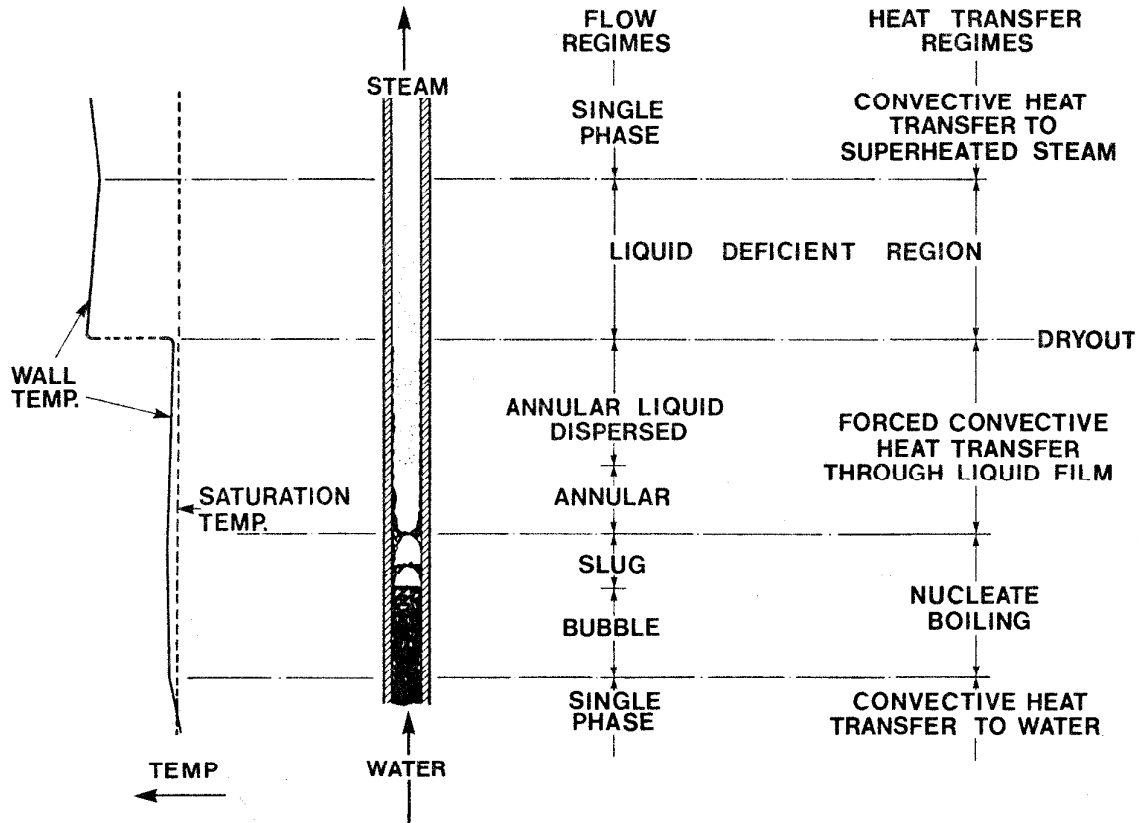 FLOW
REGIMES
HEAT TRANSFER
REGIMES
STEAM
SINGLE
PHASE
CONVECTIVE HEAT
TRANSFER TO
SUPERHEATED STEAM
LIQUID DEFICIENT REGION
DRYOUT
WALL
TEMP.
ANNULAR LIQUID
DISPERSED
FORCED CONVECTIVE
HEAT TRANSFER
THROUGH LIQUID FILM
SATURATION
TEMP.
ANNULAR
SLUG
BUBBLE
NUCLEATE
BOILING
SINGLE
PHASE
CONVECTIVE HEAT
TRANSFER TO WATER
TEMP
WATER